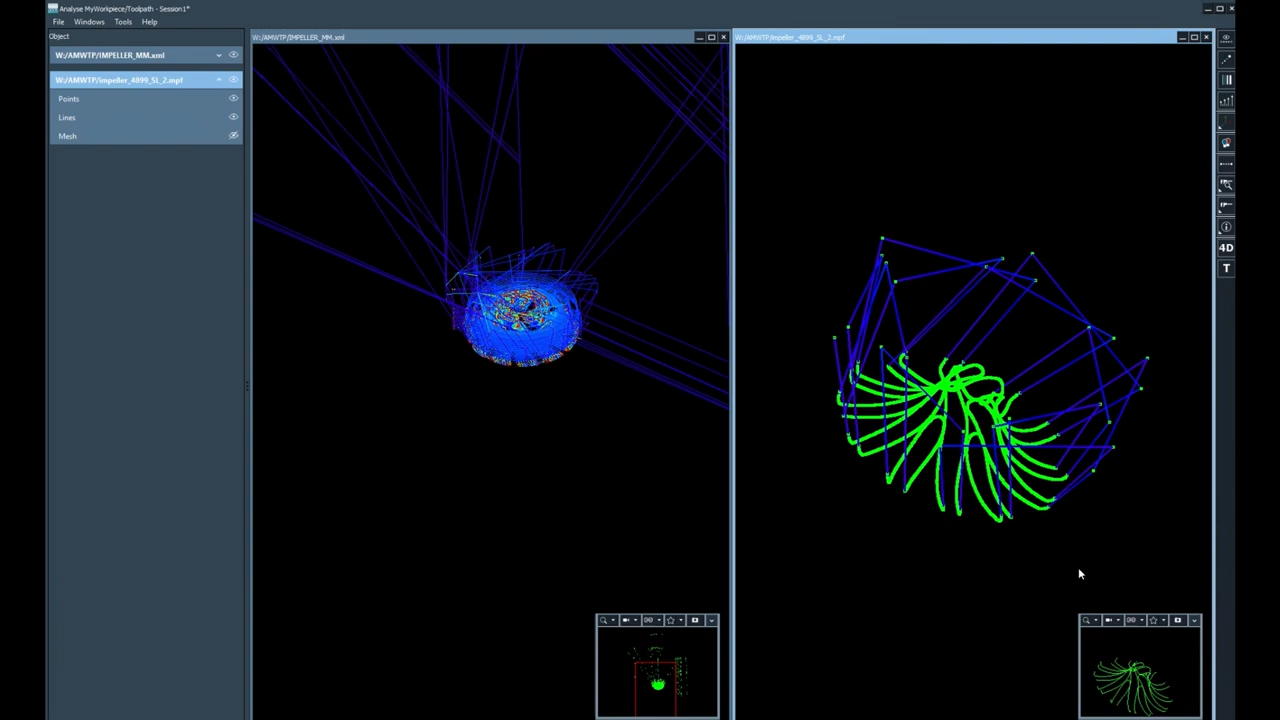 Analyse MyWorkpiece/Toolpath - Session1*
File Windows Tools Help
Object
W:/AMWTP/IMPELLER_MM.xml
W:/AMWTP/impeller_4899_SL_2.mpf
Points
Lines
Mesh
W:/AMWTP/IMPELLER_MM.xml
W:/AMWTP/impeller_4899_SL_2.mpf
4D
T